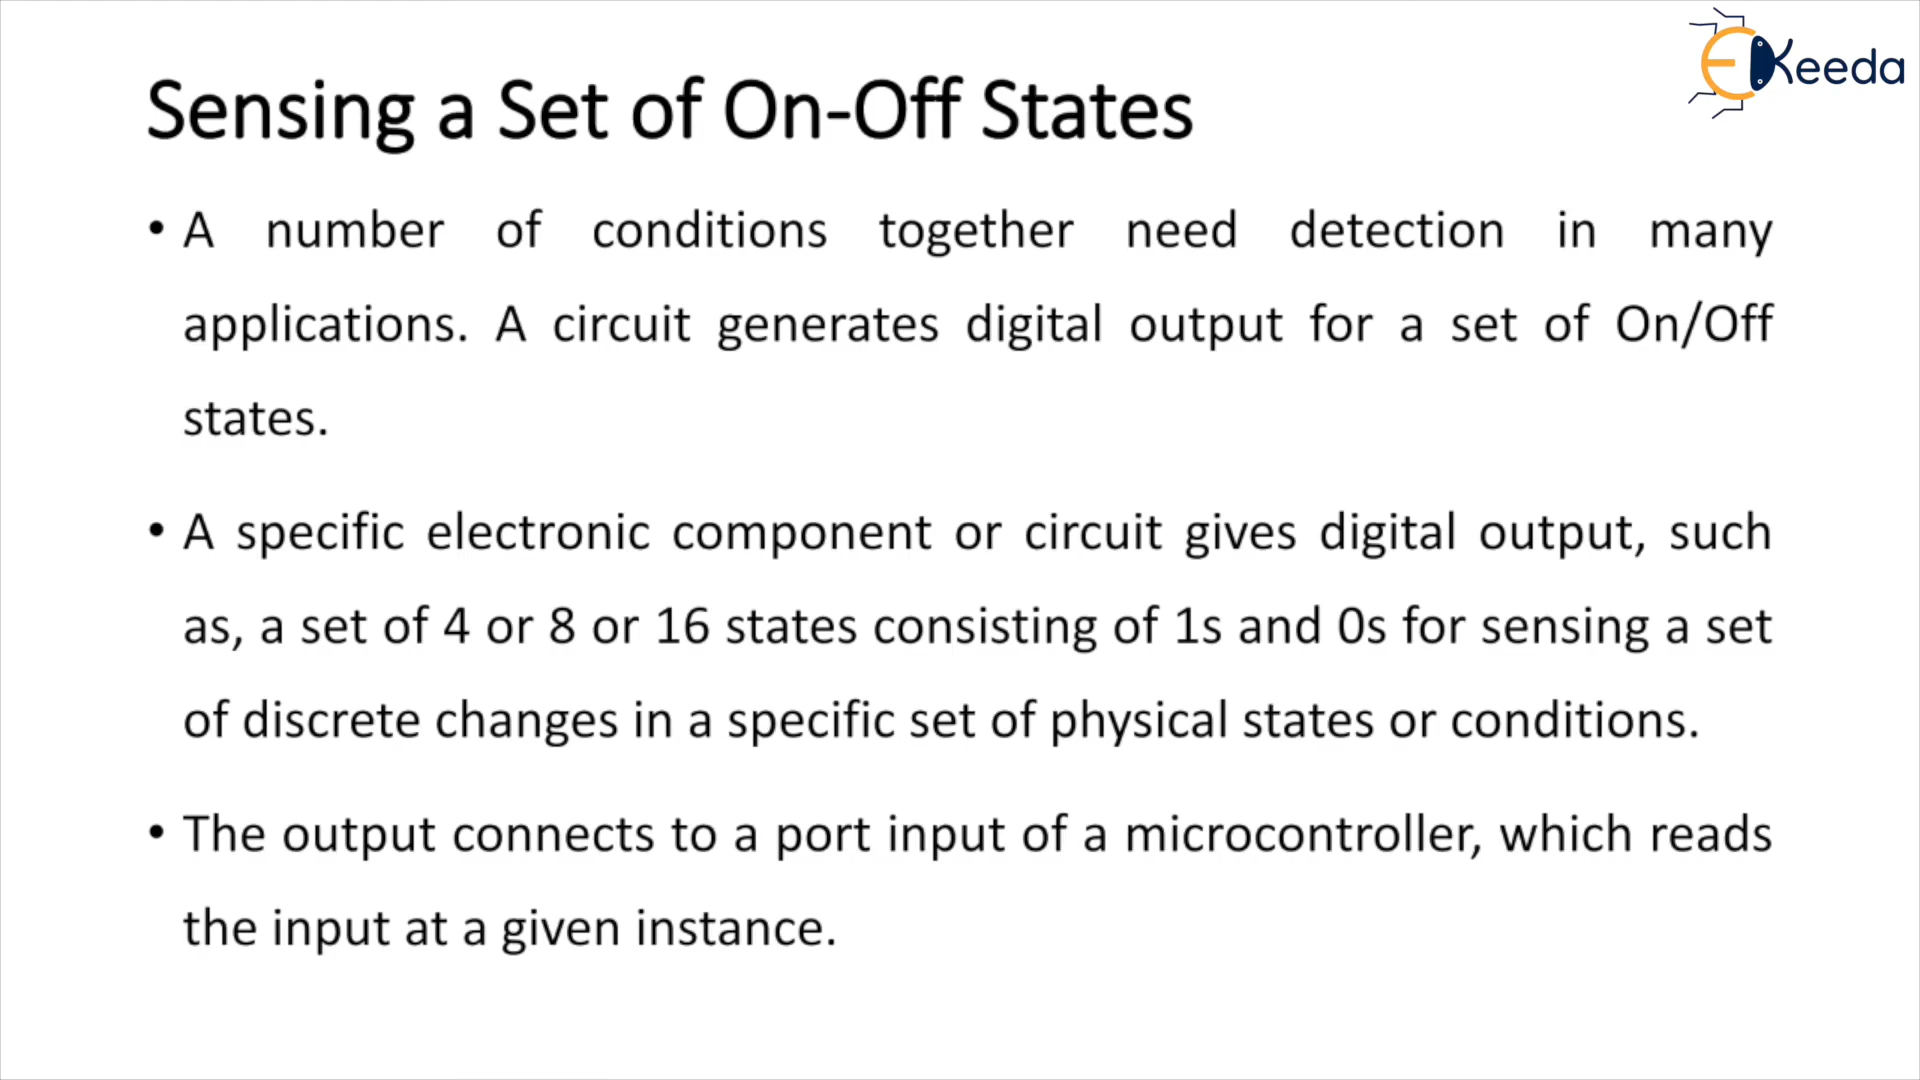 EKeeda
Sensing a Set of On-Off States
• A number of conditions together need detection in many
applications. A circuit generates digital output for a set of On/Off
states.
• A specific electronic component or circuit gives digital output, such
as, a set of 4 or 8 or 16 states consisting of 1s and 0s for sensing a set
of discrete changes in a specific set of physical states or conditions.
• The output connects to a port input of a microcontroller, which reads
the input at a given instance.